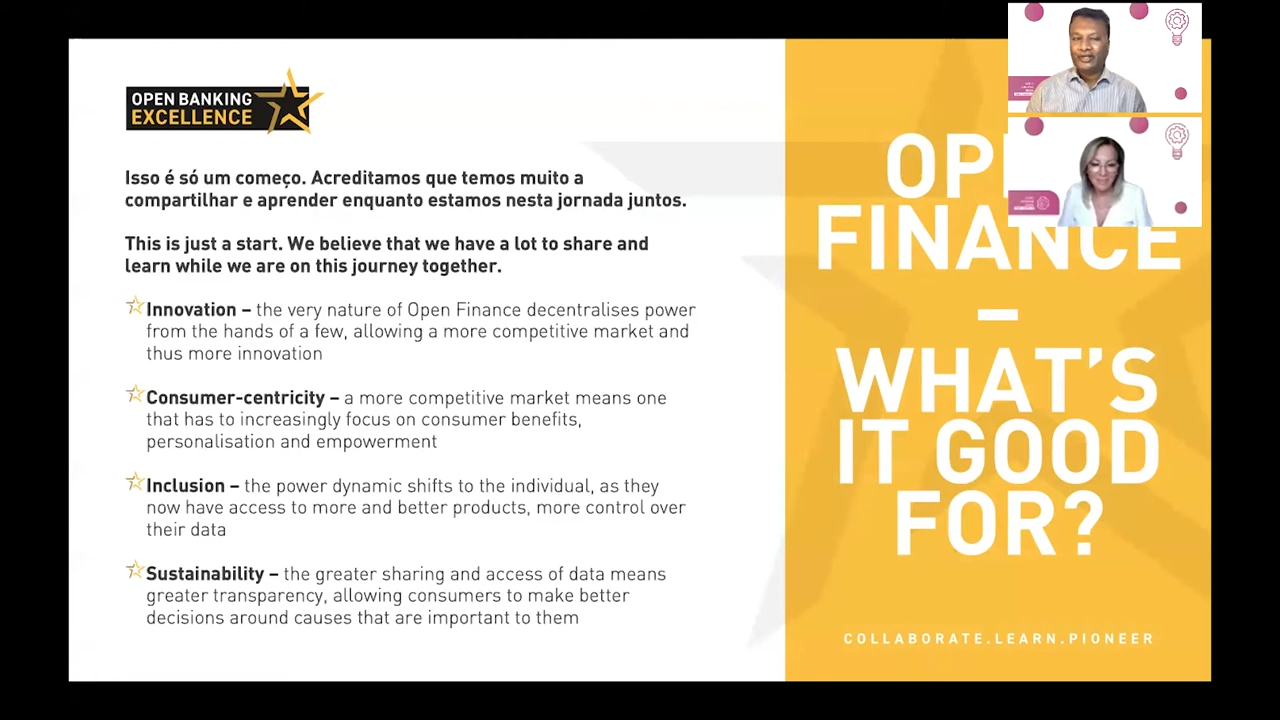 OPEN BANKING
EXCELLENCE
Isso é só um começo. Acreditamos que temos muito a
compartilhar e aprender enquanto estamos nesta jornada juntos.
This is just a start. We believe that we have a lot to share and
learn while we are on this journey together.
Innovation – the very nature of Open Finance decentralises power
from the hands of a few, allowing a more competitive market and
thus more innovation
Consumer-centricity – a more competitive market means one
that has to increasingly focus on consumer benefits,
personalisation and empowerment
Inclusion – the power dynamic shifts to the individual, as they
now have access to more and better products, more control over
their data
Sustainability – the greater sharing and access of data means
greater transparency, allowing consumers to make better
decisions around causes that are important to them
FINANCE
–
WHAT'S
IT GOOD
FOR?
COLLABORATE.LEARN.PIONEER